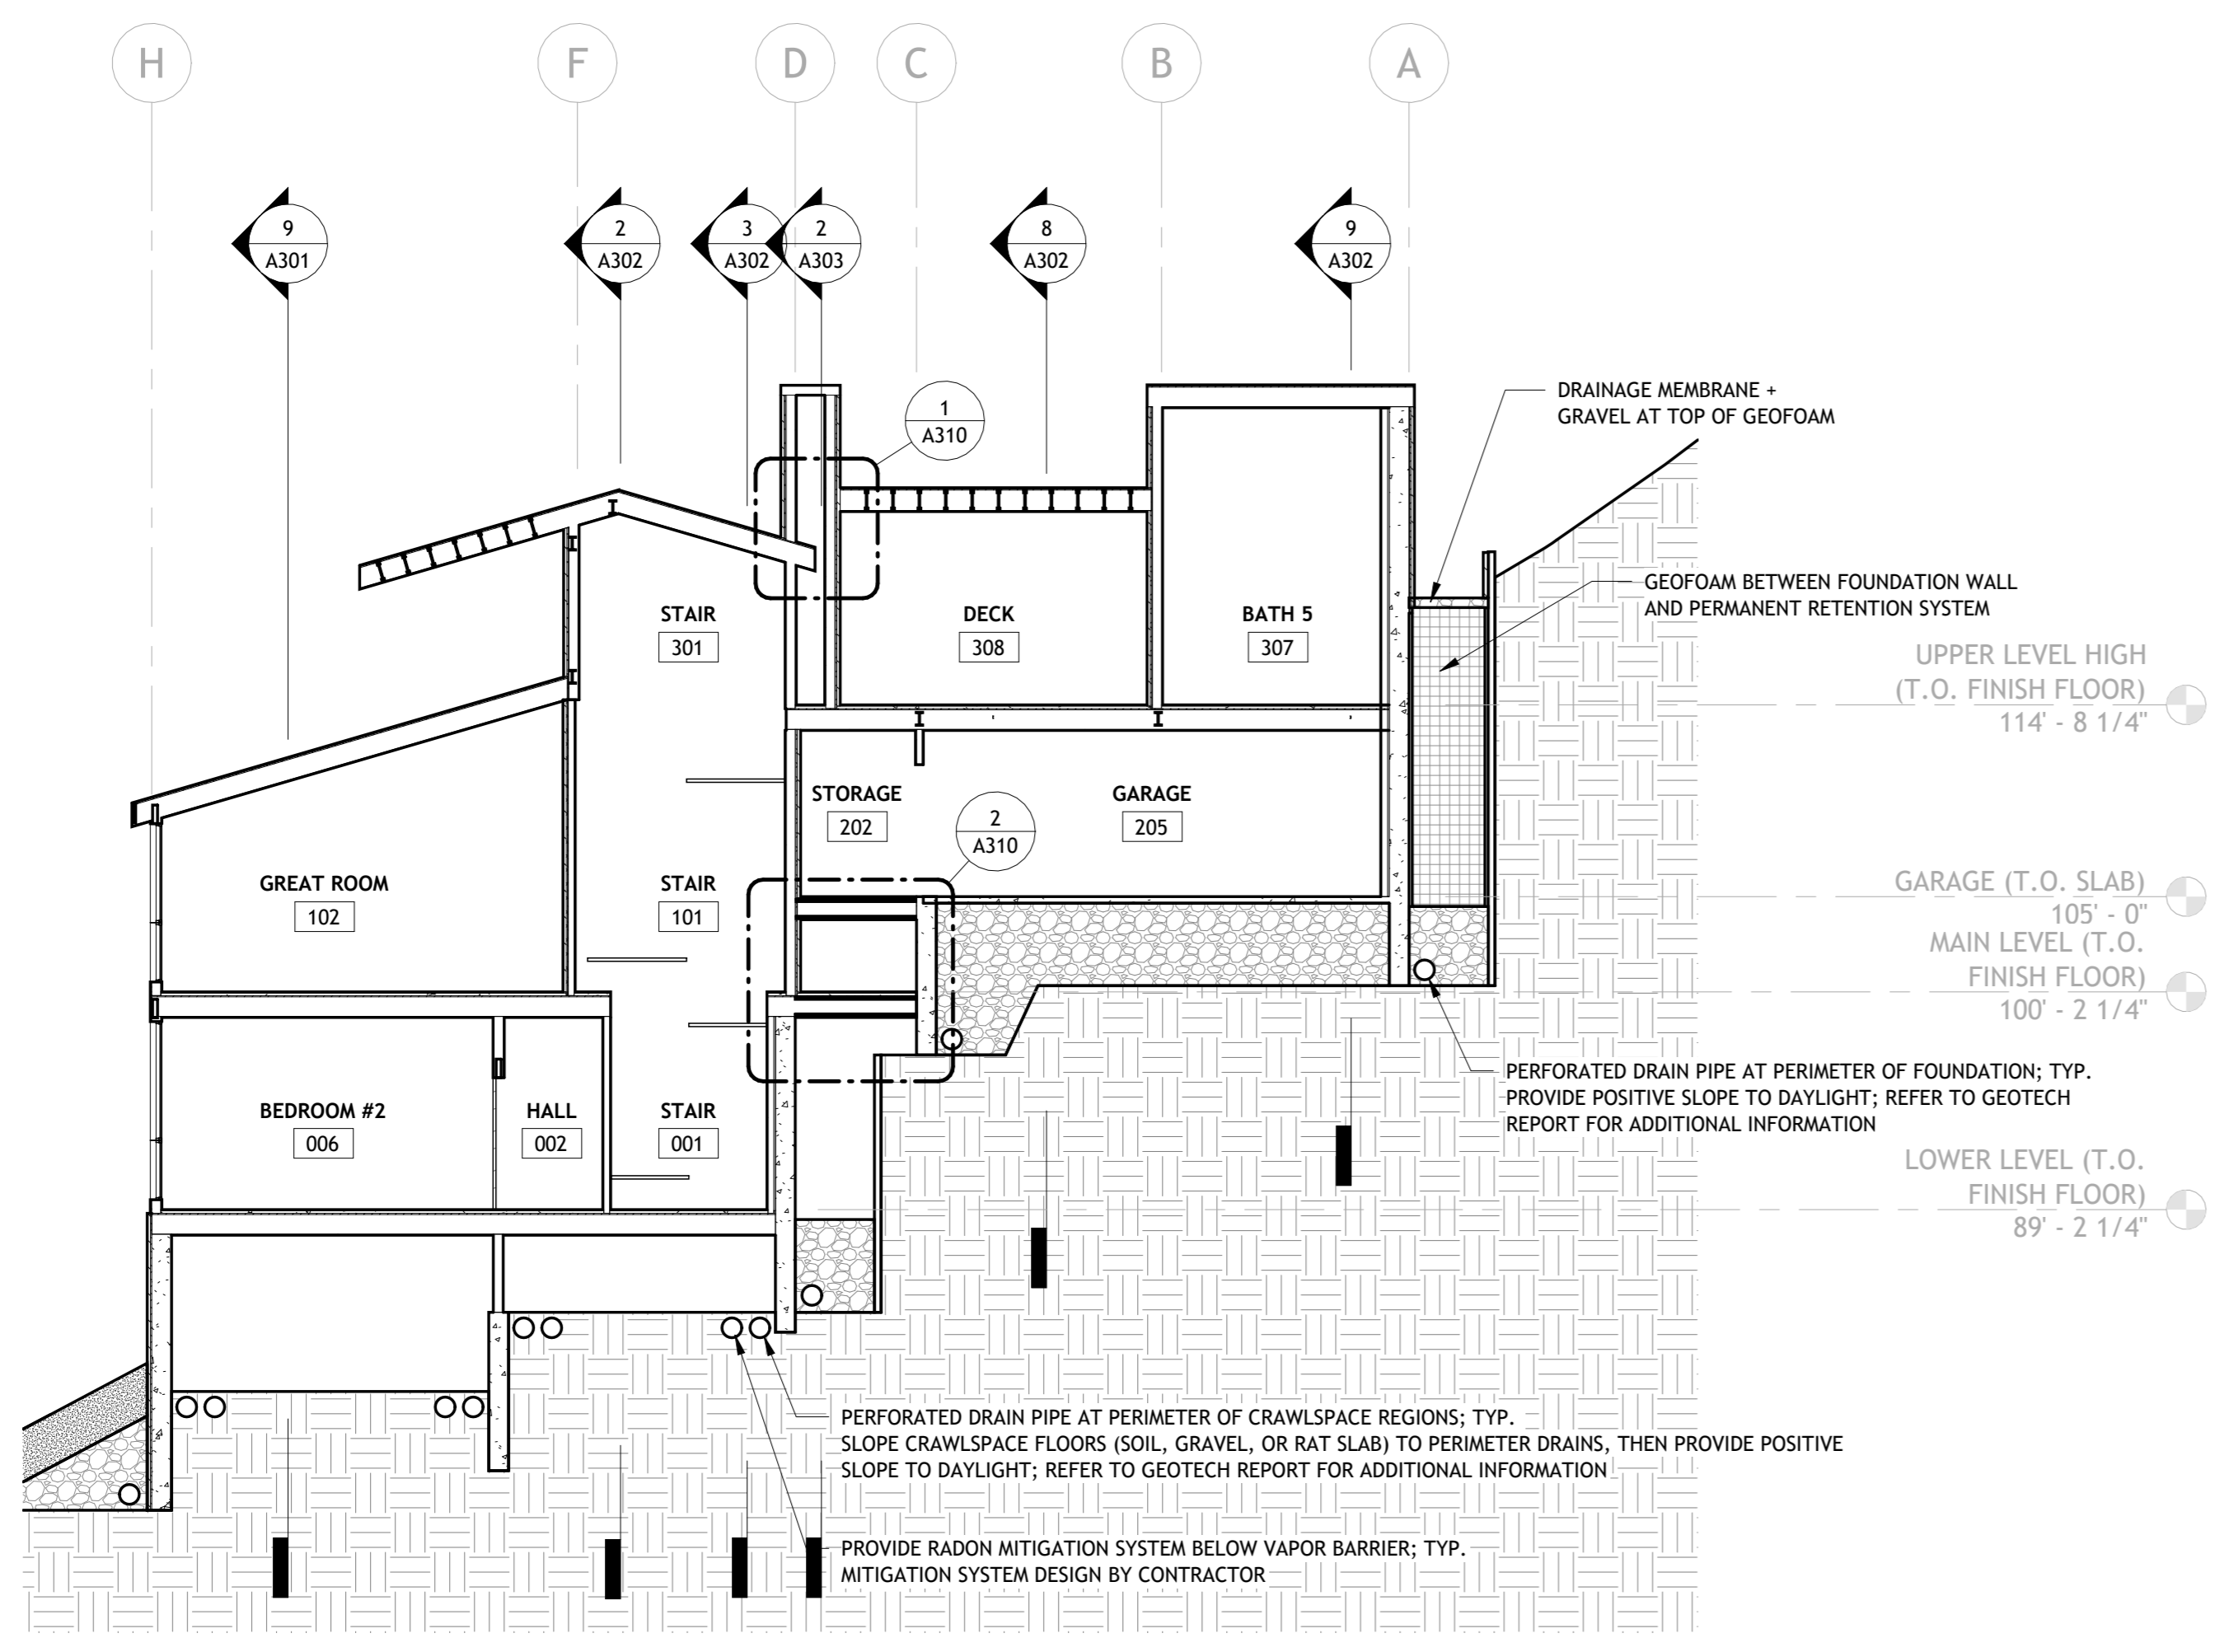 H
F
D
C
B
A
9
A301
2
A302
3
A302
2
A303
8
A302
9
A302
1
A310
DRAINAGE MEMBRANE +
GRAVEL AT TOP OF GEOFOAM
GEOFOAM BETWEEN FOUNDATION WALL
AND PERMANENT RETENTION SYSTEM
STAIR
301
DECK
308
BATH 5
307
UPPER LEVEL HIGH
(T.O. FINISH FLOOR)
114' - 8 1/4"
STORAGE
202
GARAGE
205
2
A310
GREAT ROOM
102
STAIR
101
GARAGE (T.O. SLAB)
105' - 0"
MAIN LEVEL (T.O.
FINISH FLOOR)
100' - 2 1/4"
PERFORATED DRAIN PIPE AT PERIMETER OF FOUNDATION; TYP.
PROVIDE POSITIVE SLOPE TO DAYLIGHT; REFER TO GEOTECH
REPORT FOR ADDITIONAL INFORMATION
BEDROOM #2
006
HALL
002
STAIR
001
LOWER LEVEL (T.O.
FINISH FLOOR)
89' - 2 1/4"
PERFORATED DRAIN PIPE AT PERIMETER OF CRAWLSPACE REGIONS; TYP.
SLOPE CRAWLSPACE FLOORS (SOIL, GRAVEL, OR RAT SLAB) TO PERIMETER DRAINS, THEN PROVIDE POSITIVE
SLOPE TO DAYLIGHT; REFER TO GEOTECH REPORT FOR ADDITIONAL INFORMATION
PROVIDE RADON MITIGATION SYSTEM BELOW VAPOR BARRIER; TYP.
MITIGATION SYSTEM DESIGN BY CONTRACTOR